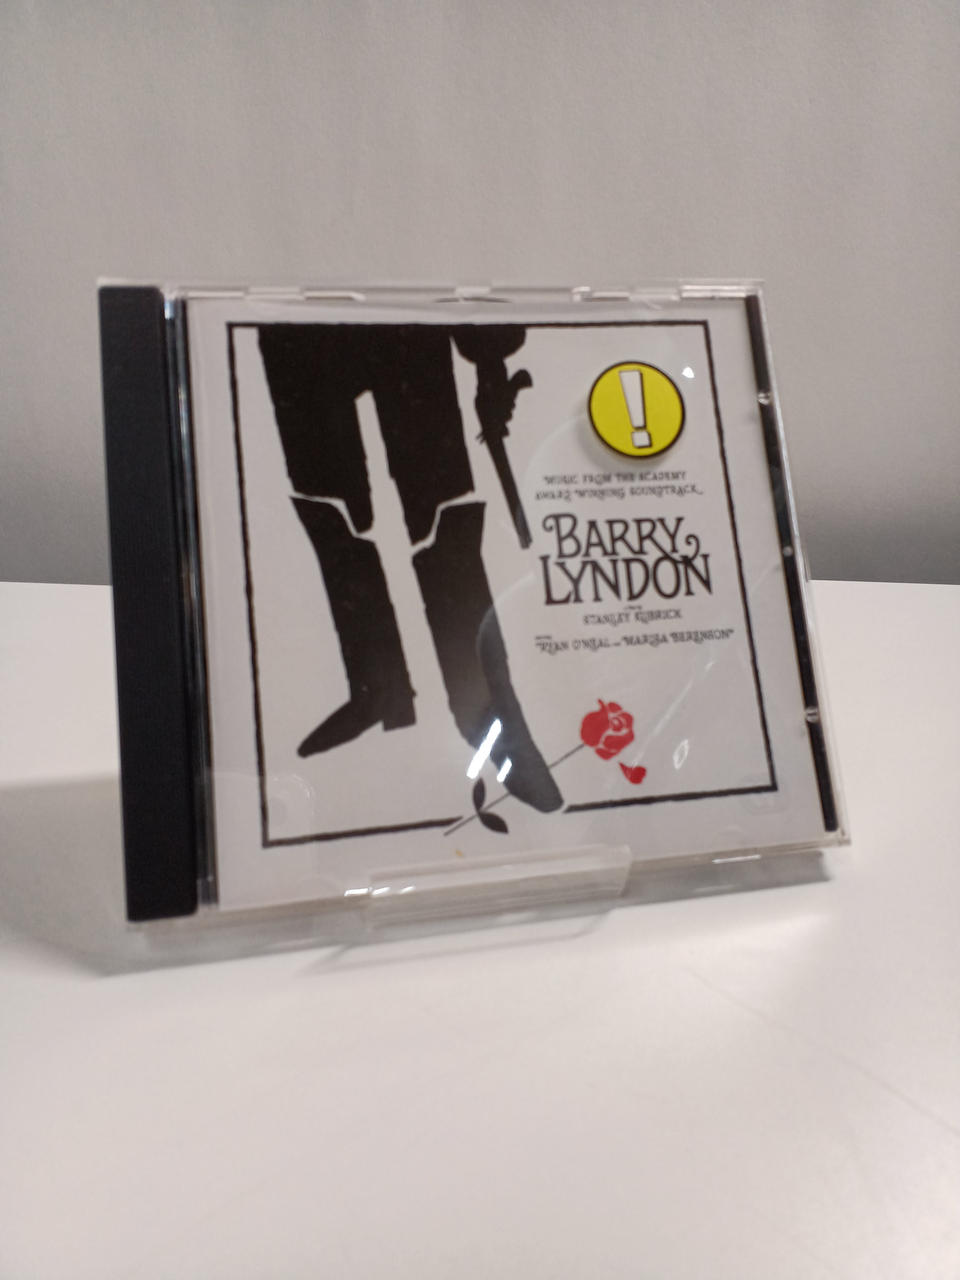 !
MUSIC FROM THE ACADEMY
AWARD WINNING SOUNDTRACK
BARRY
LYNDON
STANLEY KUBRICK
RYAN O'NEAL MARISA BERENSON